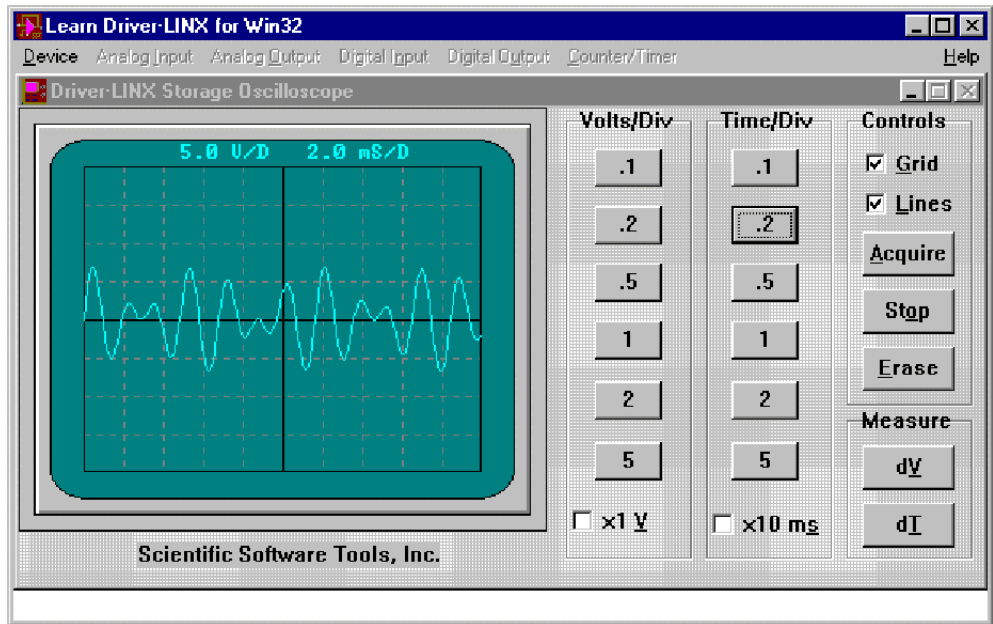 Learn Driver·LINX for Win32
Device Analog Input Analog Output Digital Input Digital Output Counter/Timer Help
Driver·LINX Storage Oscilloscope
5.0 V/D 2.0 mS/D
Volts/Div
.1
.2
.5
1
2
5
x1 V
Time/Div
.1
.2
.5
1
2
5
x10 ms
Controls
Grid
Lines
Acquire
Stop
Erase
Measure
dV
dT
Scientific Software Tools, Inc.